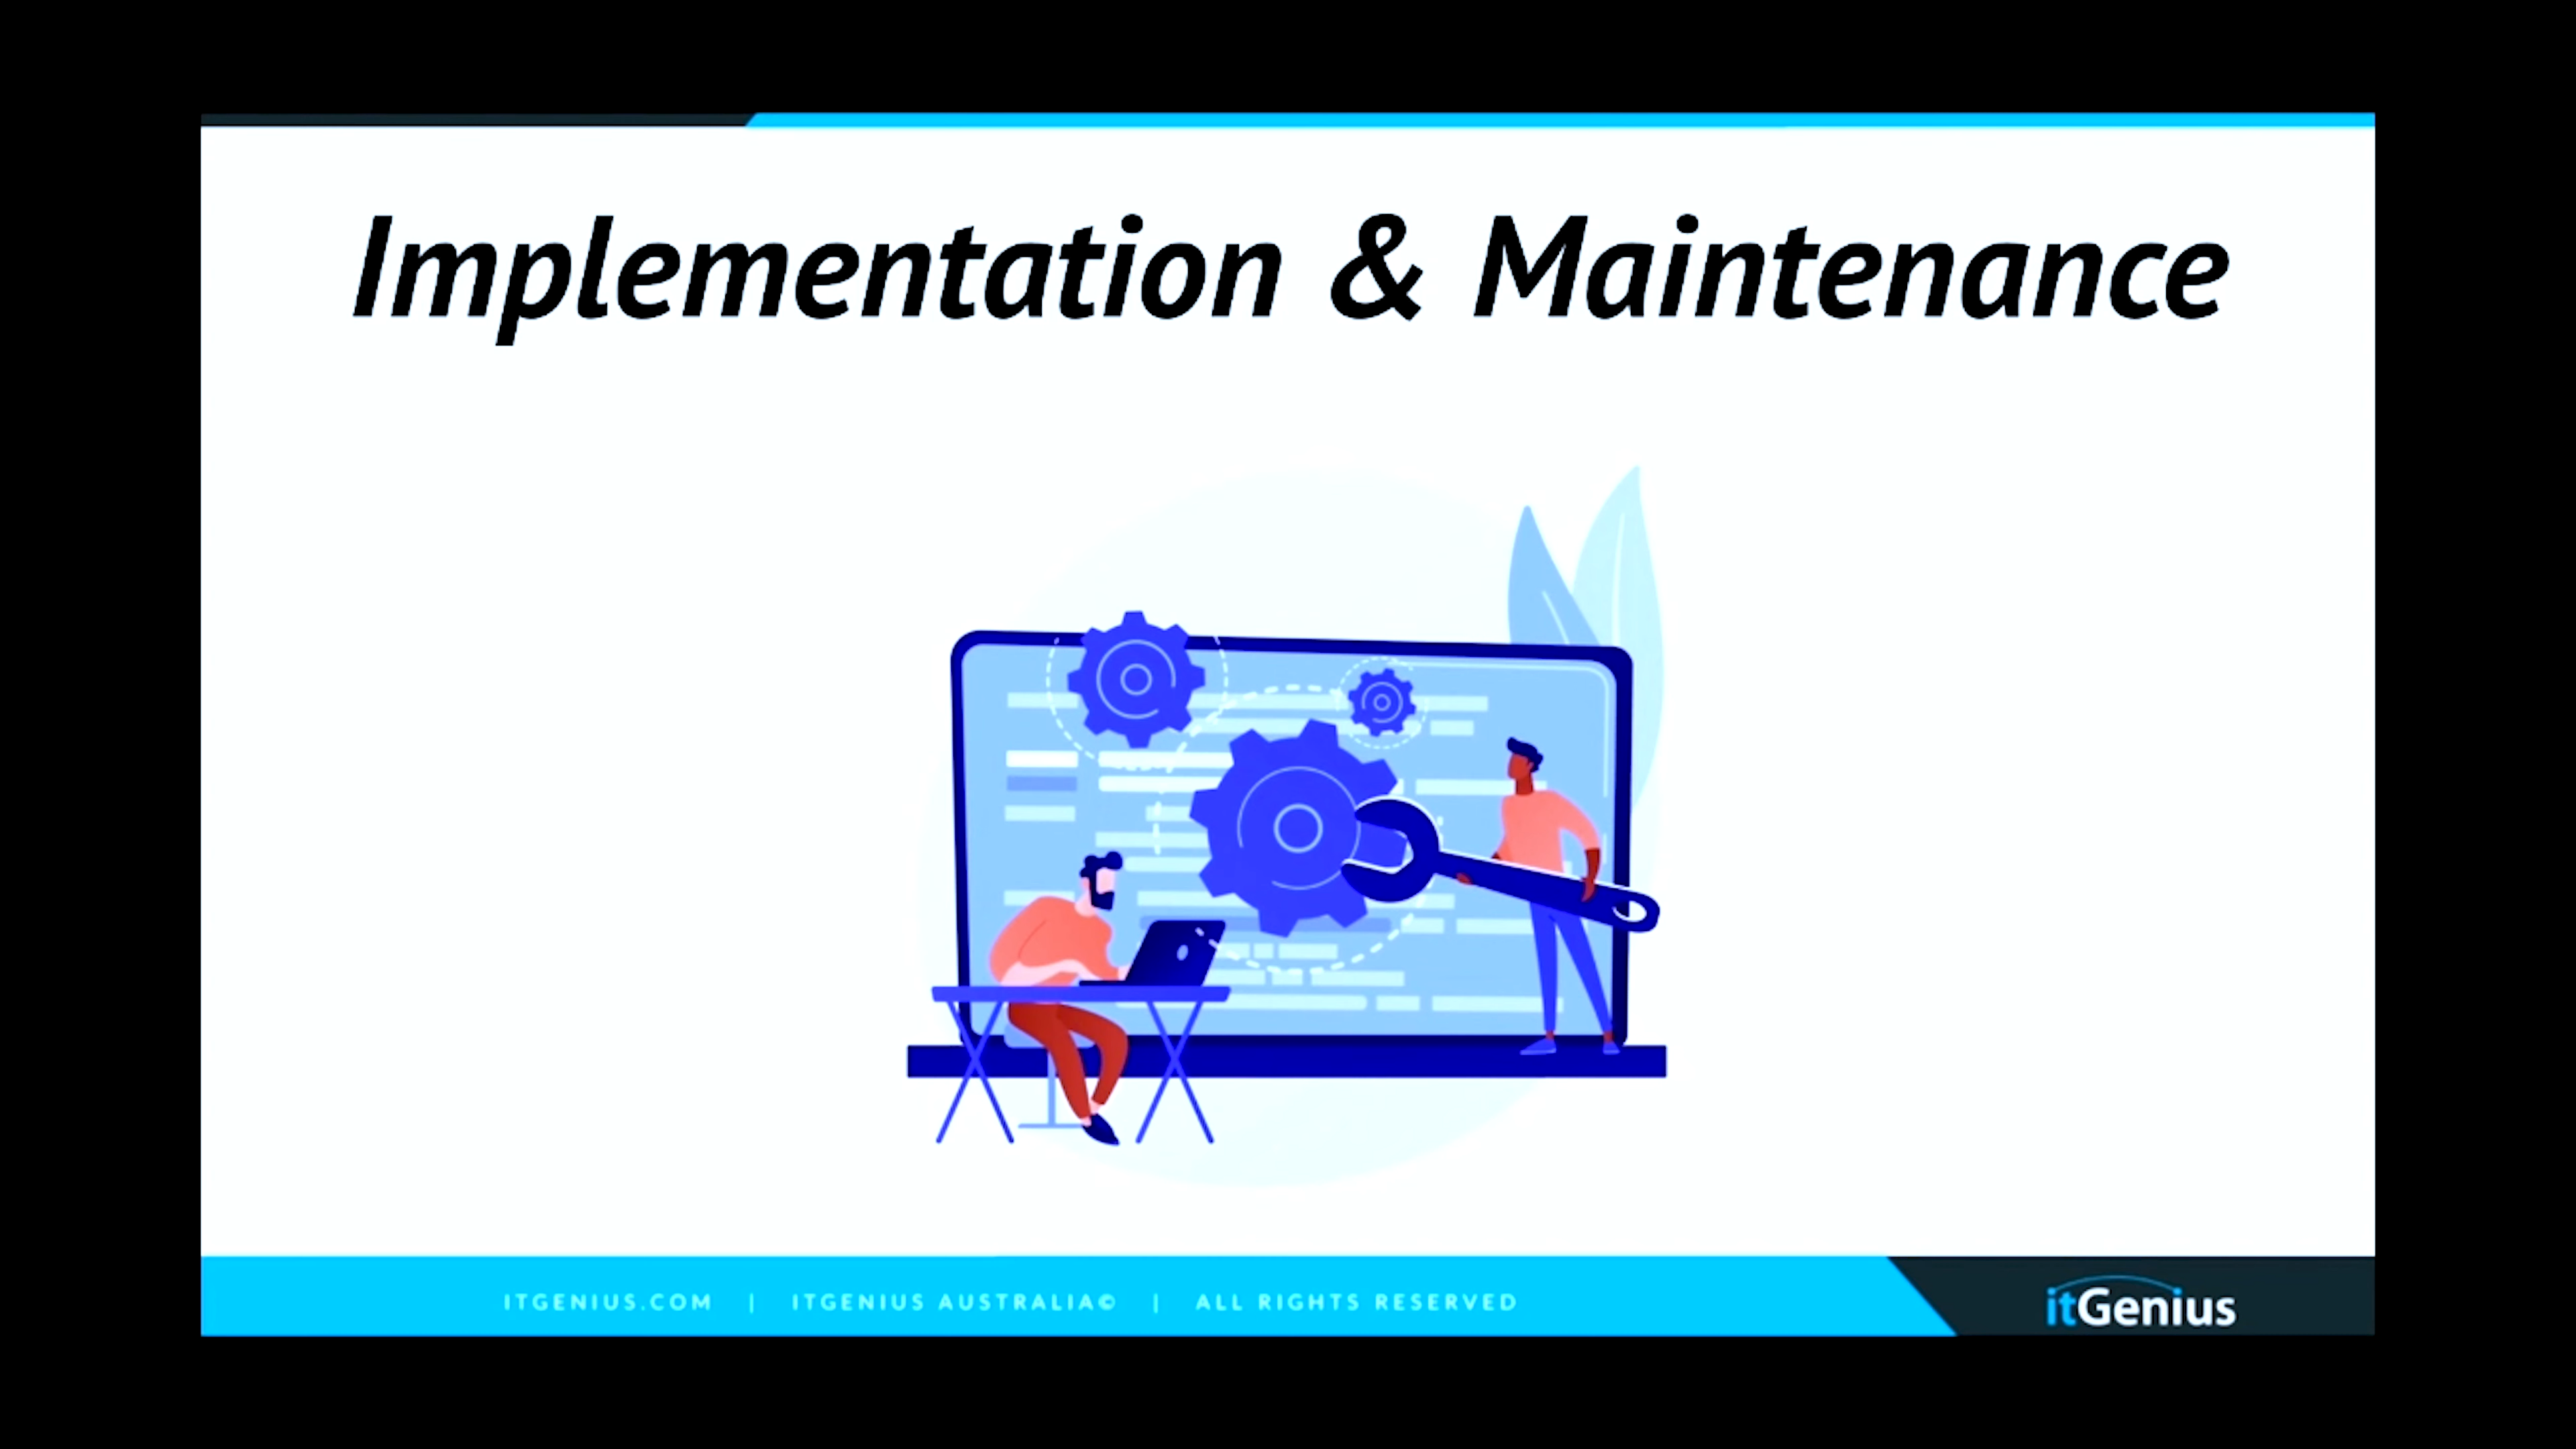 Implementation & Maintenance
ITGENIUS.COM | ITGENIUS AUSTRALIA© | ALL RIGHTS RESERVED
itGenius